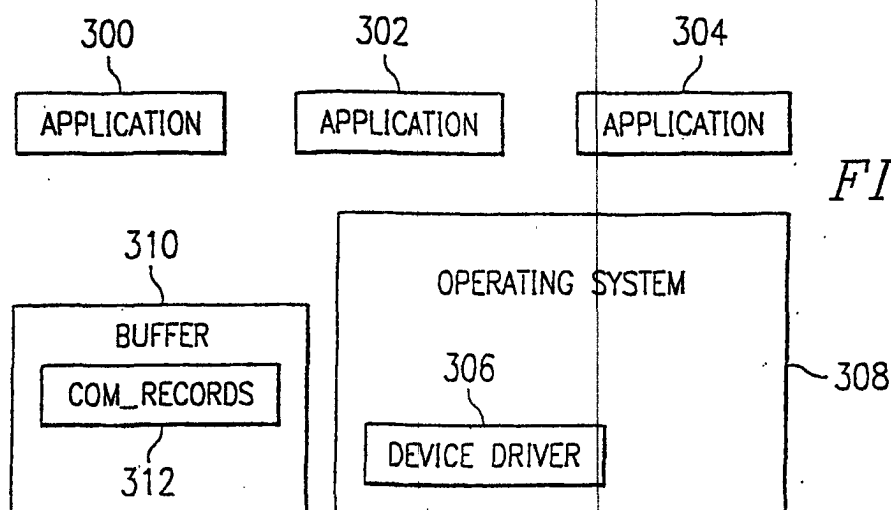 300 302 304
APPLICATION APPLICATION APPLICATION
FI
310
OPERATING SYSTEM
BUFFER
306
308
COM_RECORDS
DEVICE DRIVER
312